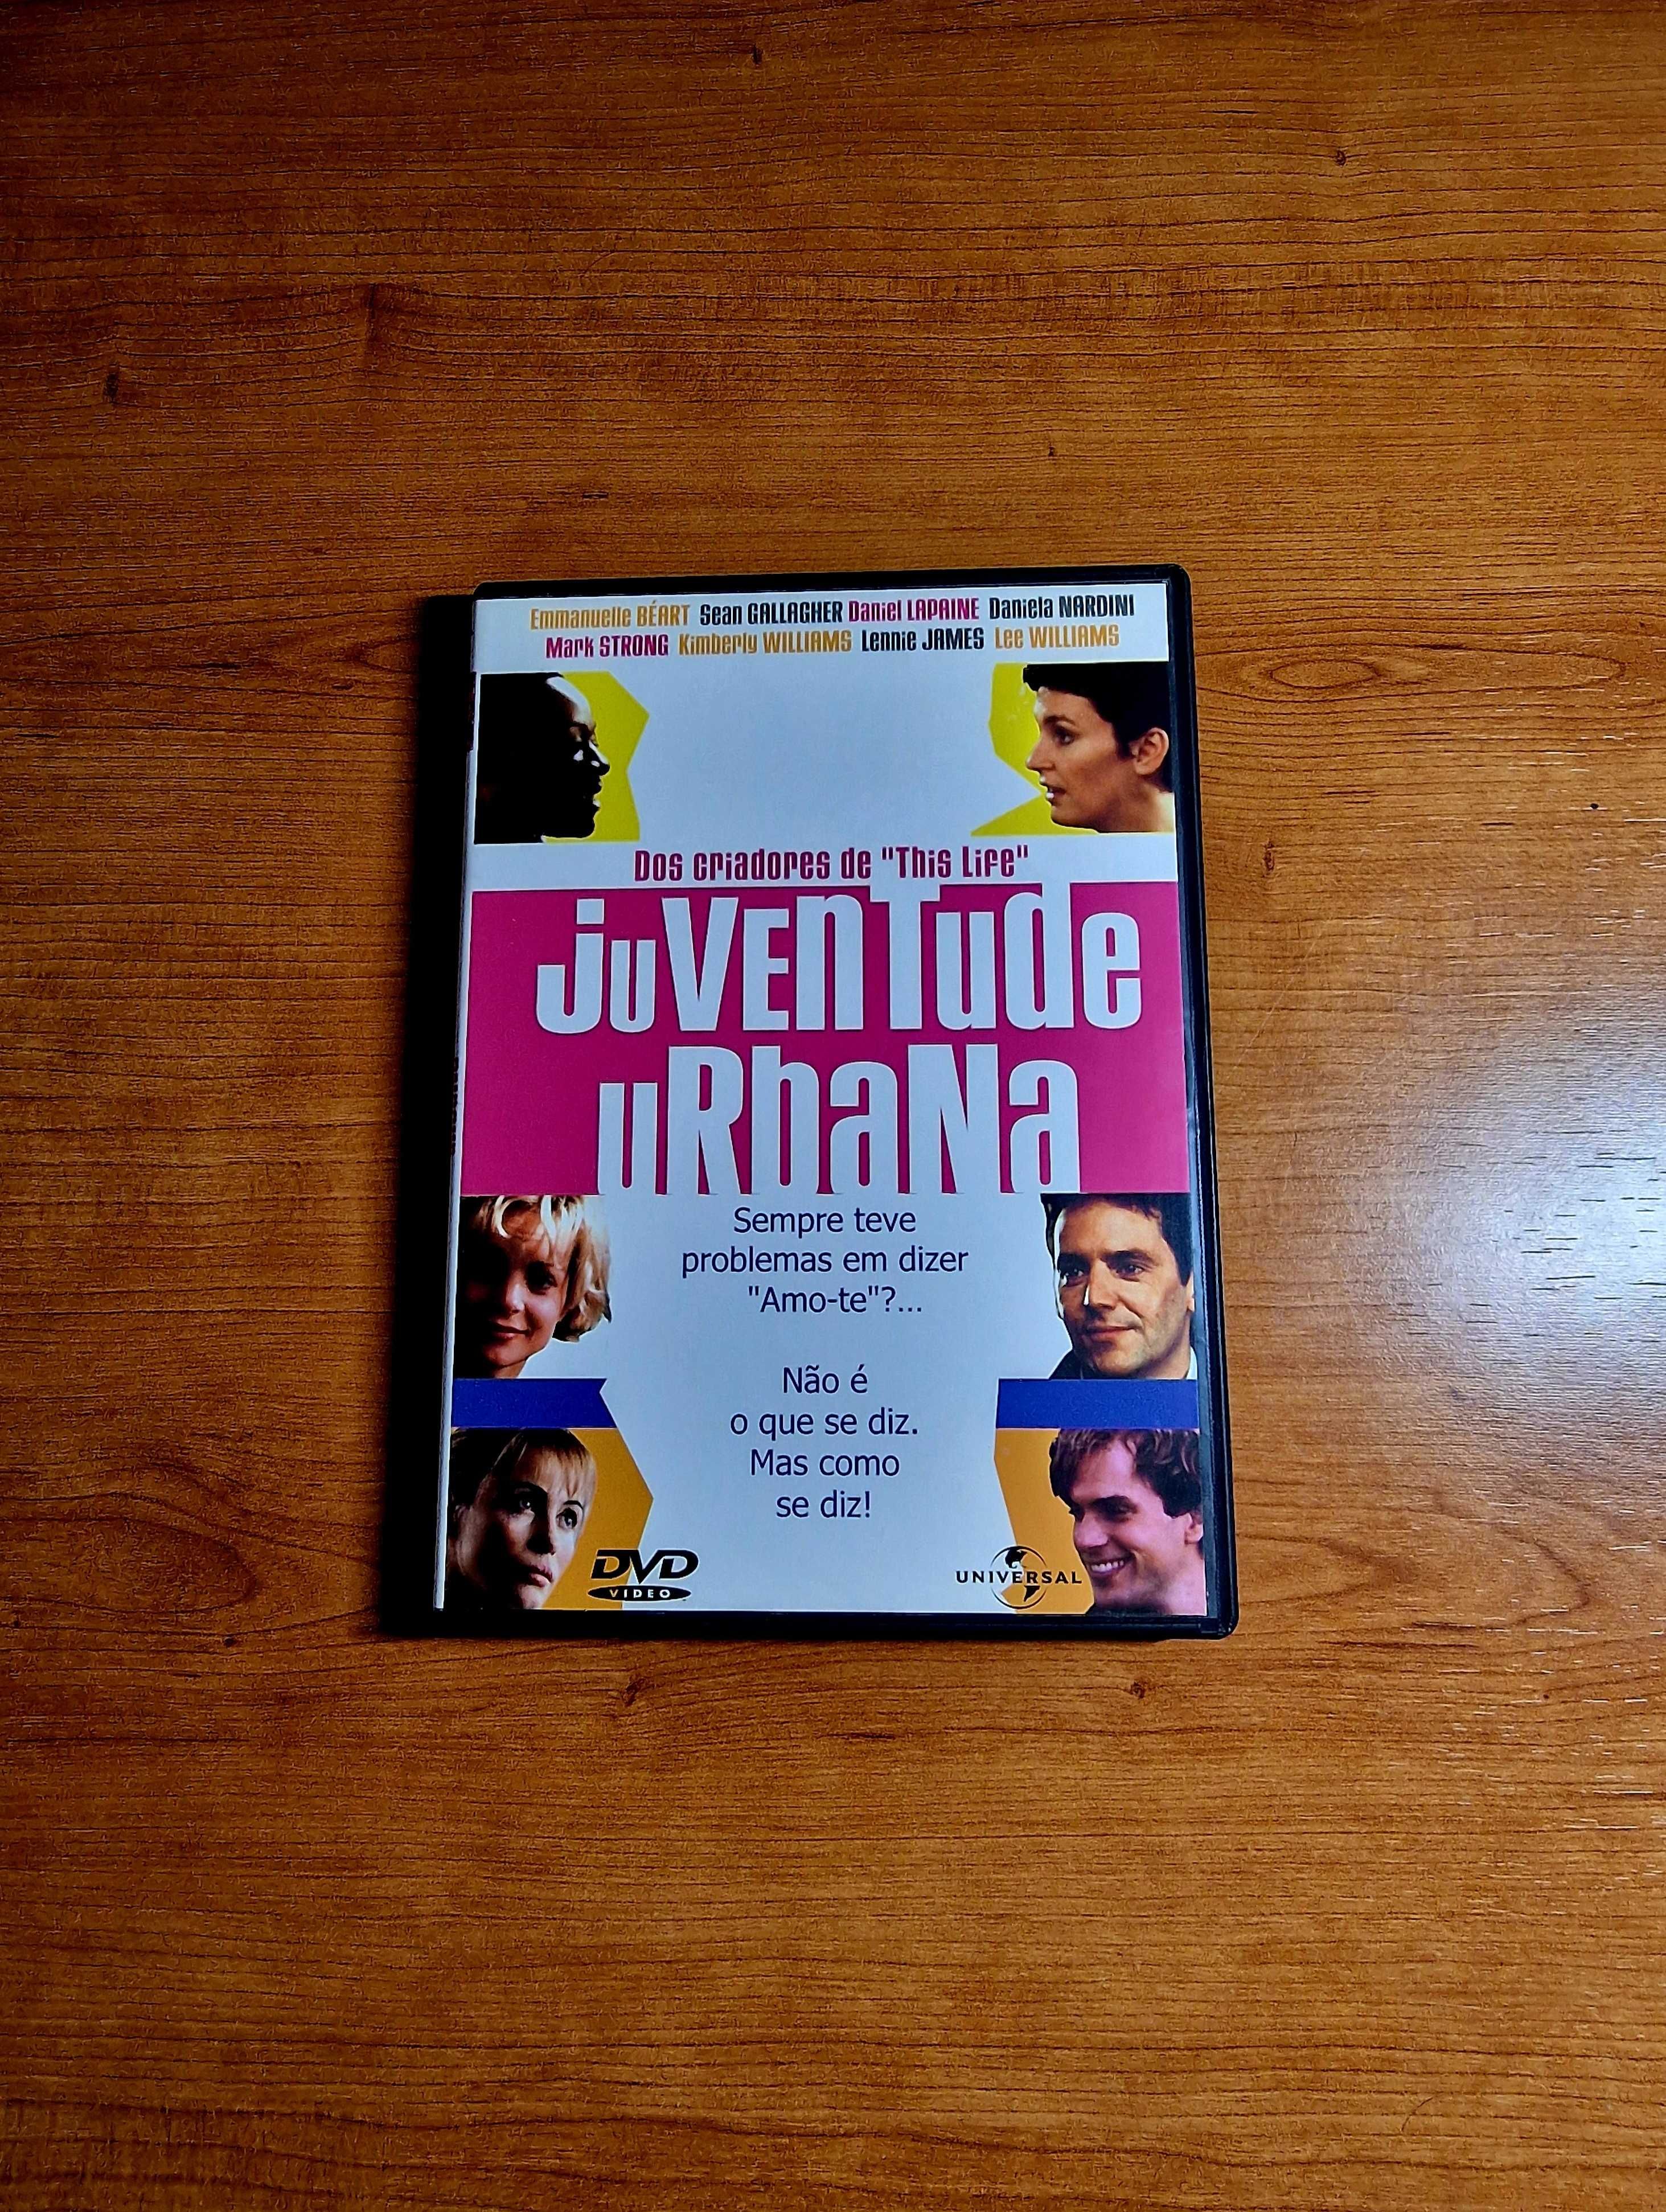 Emmanuelle BÉART Sean GALLAGHER Daniel LAPAINE Daniela NARDINI
Mark STRONG Kimberly WILLIAMS Lennie JAMES Lee WILLIAMS
Dos criadores de "This Life"
juVEnTude
uRbaNa
Sempre teve
problemas em dizer
"Amo-te"?...
Não é
o que se diz.
Mas como
se diz!
DVD
VIDEO
UNIVERSAL